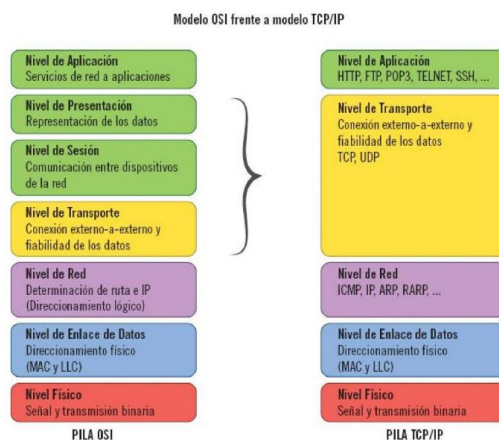 Modelo OSI frente a modelo TCP/IP
Nivel de Aplicación
Servicios de red a aplicaciones
Nivel de Presentación
Representación de los datos
Nivel de Sesión
Comunicación entre dispositivos
de la red
Nivel de Transporte
Conexión externo-a-externo y
fiabilidad de los datos
Nivel de Red
Determinación de ruta e IP
(Direccionamiento lógico)
Nivel de Enlace de Datos
Direccionamiento físico
(MAC y LLC)
Nivel Físico
Señal y transmisión binaria
PILA OSI
Nivel de Aplicación
HTTP, FTP, POP3, TELNET, SSH, ...
Nivel de Transporte
Conexión externo-a-externo y
fiabilidad de los datos
TCP, UDP
Nivel de Red
ICMP, IP, ARP, RARP, ...
Nivel de Enlace de Datos
Direccionamiento físico
(MAC y LLC)
Nivel Físico
Señal y transmisión binaria
PILA TCP/IP